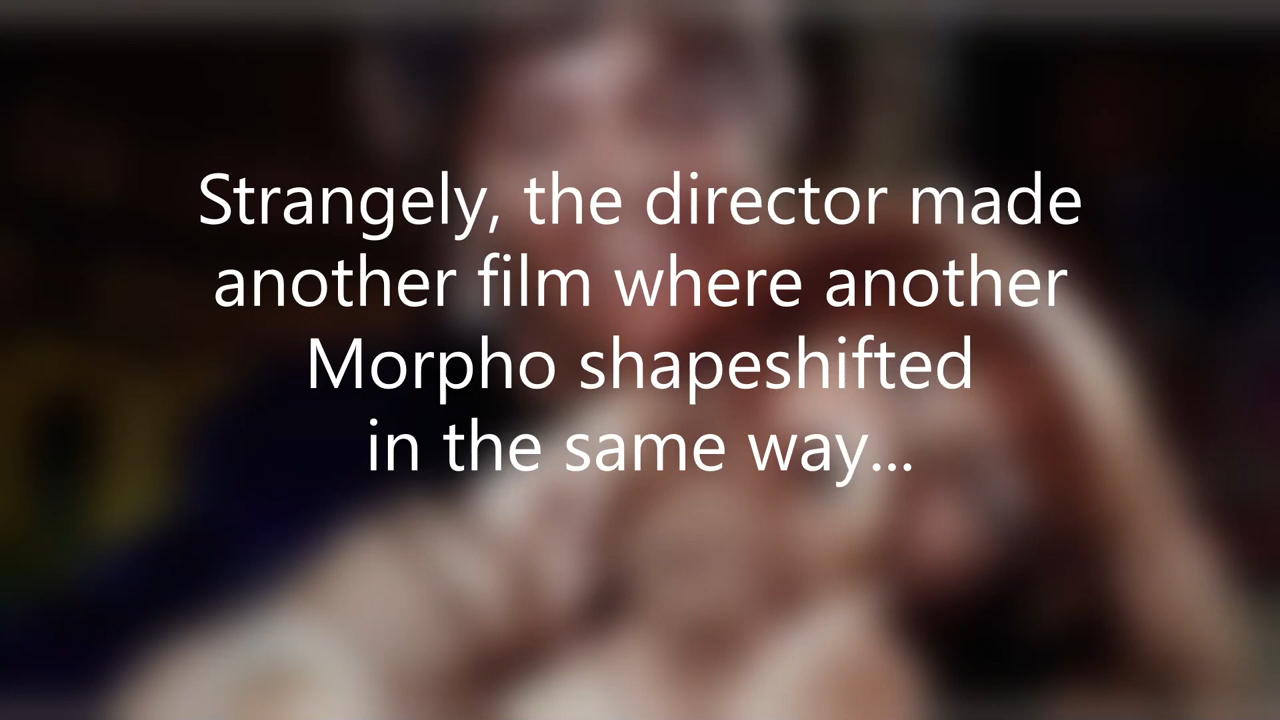 Strangely, the director made
another film where another
Morpho shapeshifted
in the same way...